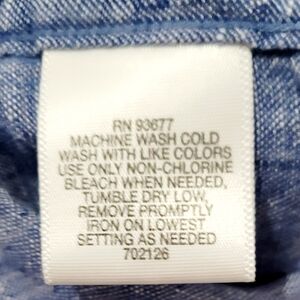 RN 93677
MACHINE WASH COLD
WASH WITH LIKE COLORS
USE ONLY NON-CHLORINE
BLEACH WHEN NEEDED,
TUMBLE DRY LOW,
REMOVE PROMPTLY
IRON ON LOWEST
SETTING AS NEEDED
702126